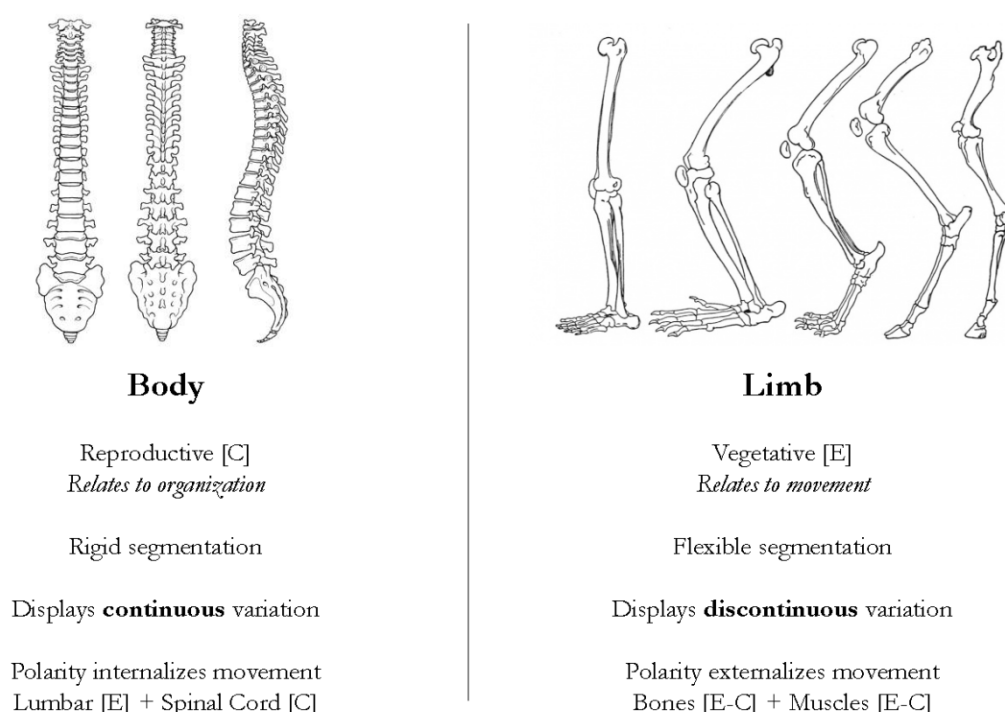 Body
Reproductive [C]
Relates to organization
Rigid segmentation
Displays continuous variation
Polarity internalizes movement
Lumbar [E] + Spinal Cord [C]
Limb
Vegetative [E]
Relates to movement
Flexible segmentation
Displays discontinuous variation
Polarity externalizes movement
Bones [E-C] + Muscles [E-C]